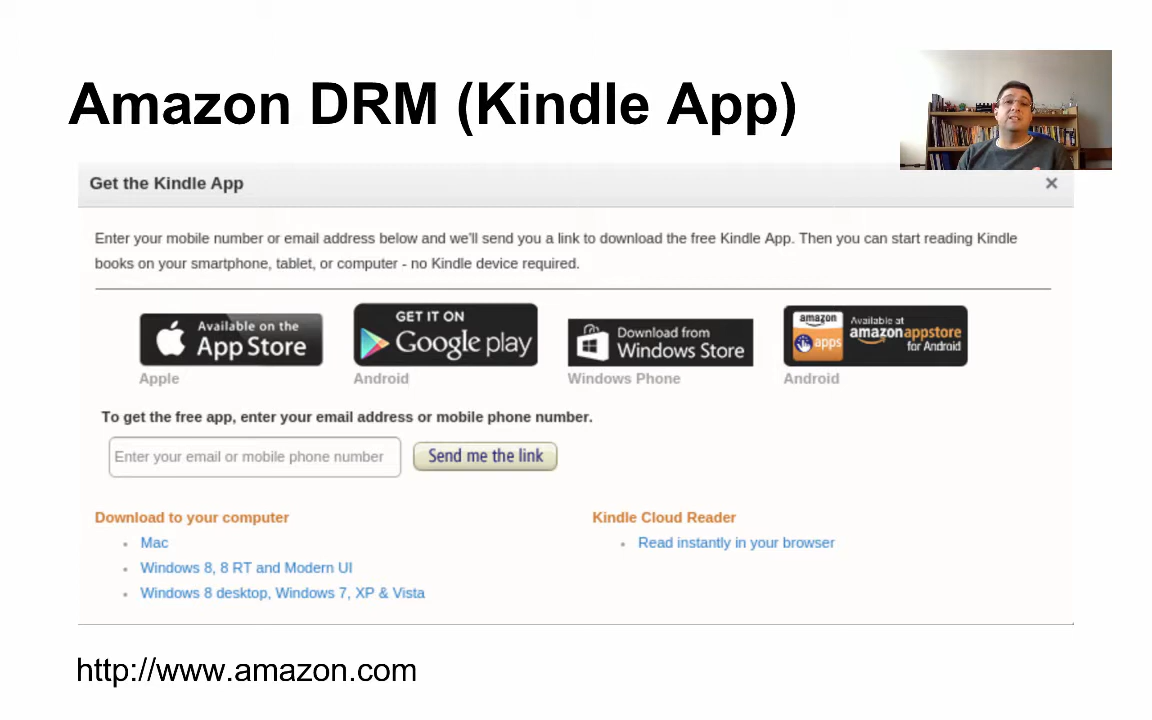 Amazon DRM (Kindle App)
Get the Kindle App
×
Enter your mobile number or email address below and we'll send you a link to download the free Kindle App. Then you can start reading Kindle
books on your smartphone, tablet, or computer - no Kindle device required.
Available on the
App Store
Apple
GET IT ON
Google play
Android
Download from
Windows Store
Windows Phone
amazon
apps
Available at
amazon appstore
for Android
Android
To get the free app, enter your email address or mobile phone number.
Enter your email or mobile phone number
Send me the link
Download to your computer
Mac
Windows 8, 8 RT and Modern UI
Windows 8 desktop, Windows 7, XP & Vista
Kindle Cloud Reader
Read instantly in your browser
http://www.amazon.com